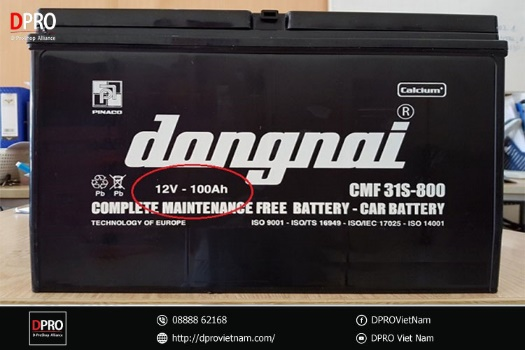 DPRO
D-ProShop Alliance
PINACO
Calcium+
dongnai ®
12V - 100Ah
CMF 31S-800
Pb Pb
COMPLETE MAINTENANCE FREE BATTERY - CAR BATTERY
TECHNOLOGY OF EUROPE
ISO 9001 - ISO/TS 16949 - ISO/IEC 17025 - ISO 14001
DPRO
D-ProShop Alliance
08888 62168
DPROVietNam
http://dprovietnam.com/
DPRO Viet Nam